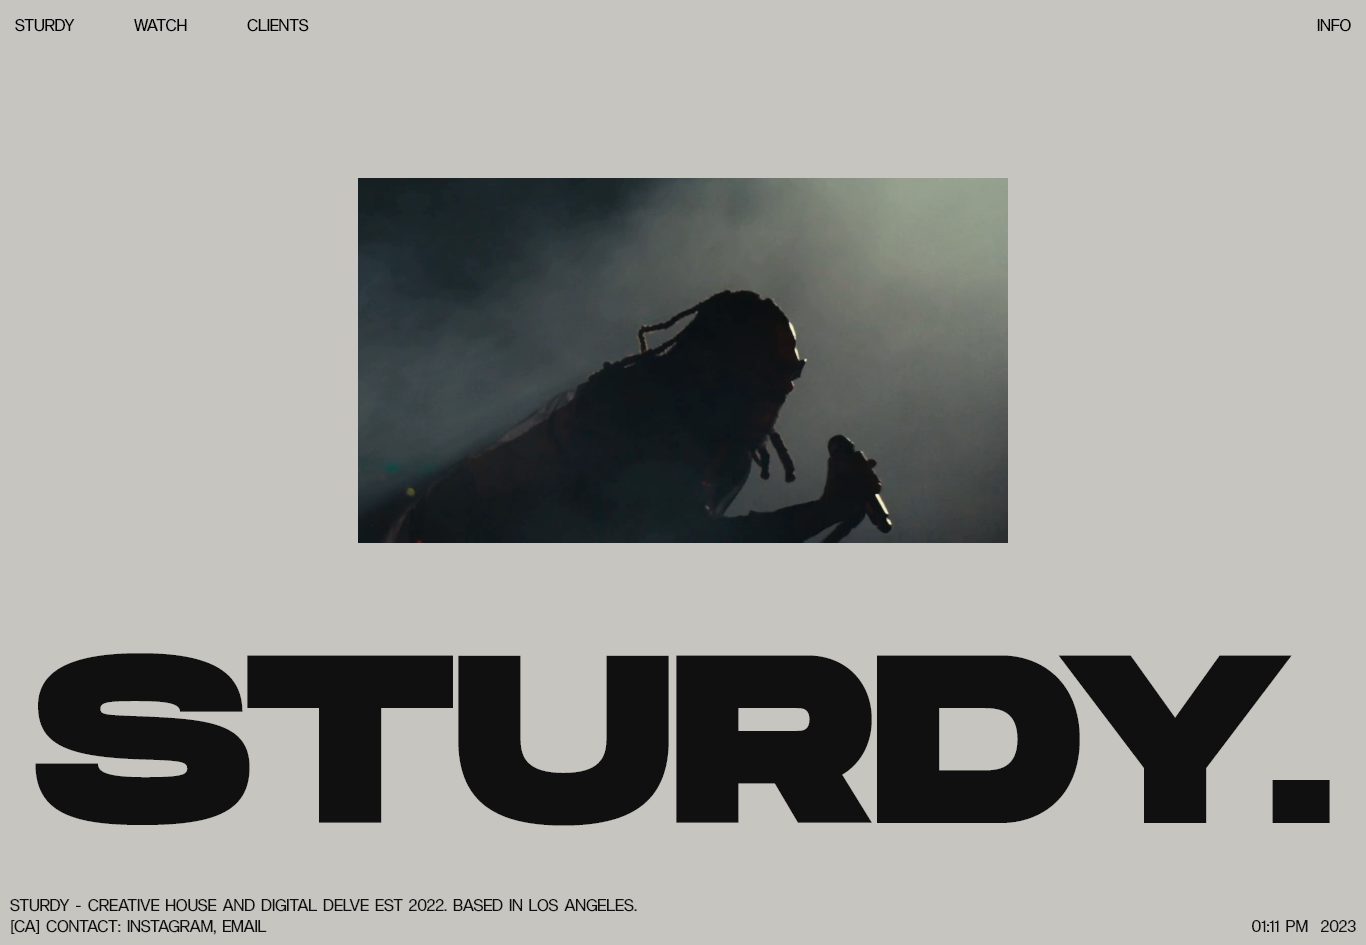 STURDY WATCH CLIENTS INFO
STURDY.
STURDY - CREATIVE HOUSE AND DIGITAL DELVE EST 2022. BASED IN LOS ANGELES.
[CA] CONTACT: INSTAGRAM, EMAIL
01:11 PM 2023